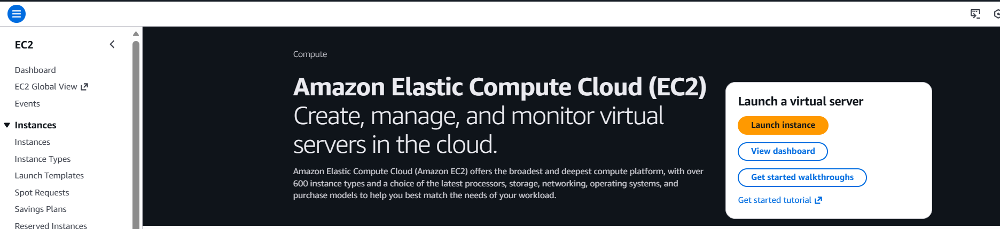 EC2
Dashboard
EC2 Global View
Events
Instances
Instances
Instance Types
Launch Templates
Spot Requests
Savings Plans
Reserved Instances
Compute
Amazon Elastic Compute Cloud (EC2)
Create, manage, and monitor virtual
servers in the cloud.
Amazon Elastic Compute Cloud (Amazon EC2) offers the broadest and deepest compute platform, with over
600 instance types and a choice of the latest processors, storage, networking, operating systems, and
purchase models to help you best match the needs of your workload.
Launch a virtual server
Launch instance
View dashboard
Get started walkthroughs
Get started tutorial